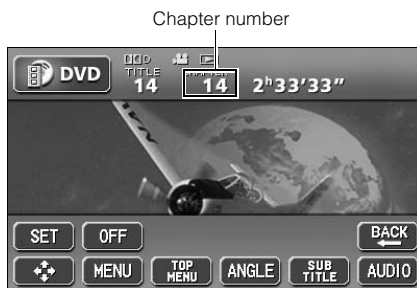 Chapter number
DVD
TITLE
14
14
2h33'33"
SET
OFF
BACK
MENU
TOP MENU
ANGLE
SUB TITLE
AUDIO